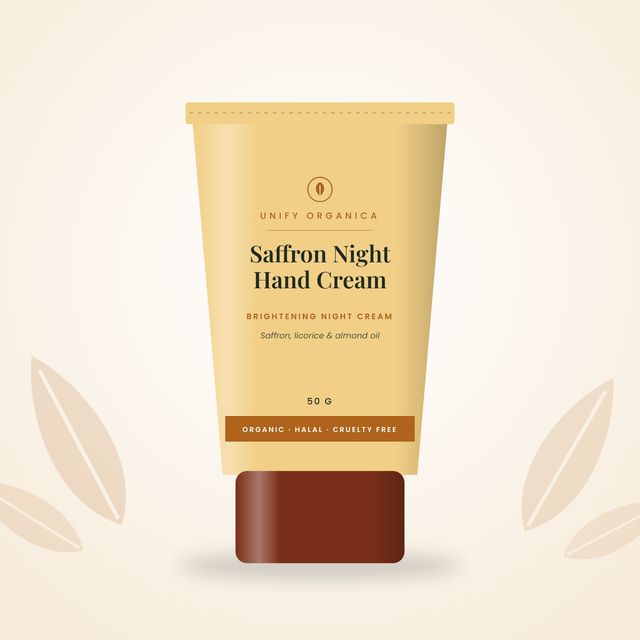 UNIFY ORGANICA
Saffron Night
Hand Cream
BRIGHTENING NIGHT CREAM
Saffron, licorice & almond oil
50 G
ORGANIC · HALAL · CRUELTY FREE